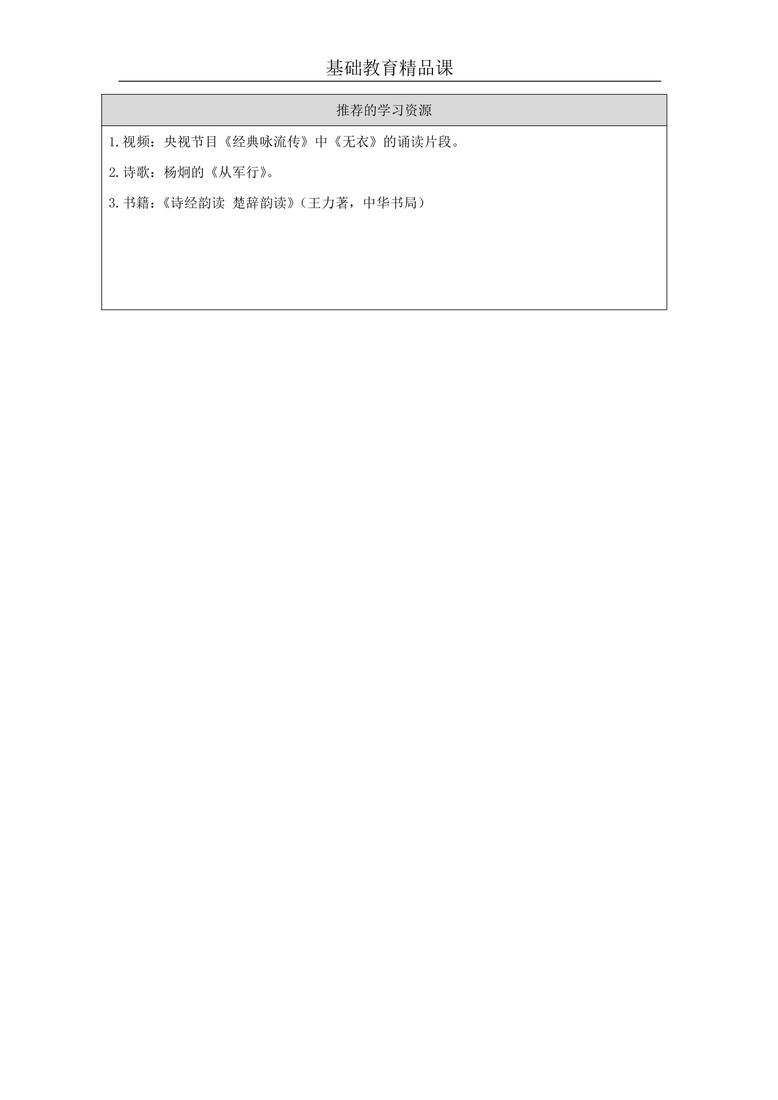 基础教育精品课
推荐的学习资源
1.视频：央视节目《经典咏流传》中《无衣》的诵读片段。
2.诗歌：杨炯的《从军行》。
3.书籍：《诗经韵读 楚辞韵读》（王力著，中华书局）